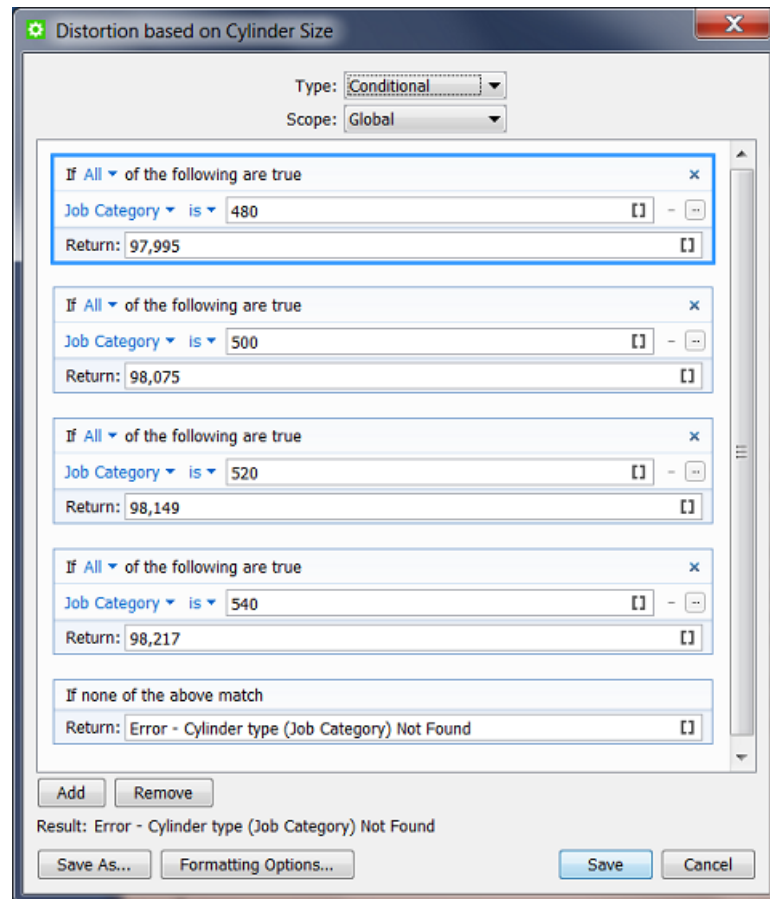 Distortion based on Cylinder Size
Type: Conditional
Scope: Global
If All of the following are true
Job Category is 480
Return: 97,995
If All of the following are true
Job Category is 500
Return: 98,075
If All of the following are true
Job Category is 520
Return: 98,149
If All of the following are true
Job Category is 540
Return: 98,217
If none of the above match
Return: Error - Cylinder type (Job Category) Not Found
Add Remove
Result: Error - Cylinder type (Job Category) Not Found
Save As... Formatting Options... Save Cancel